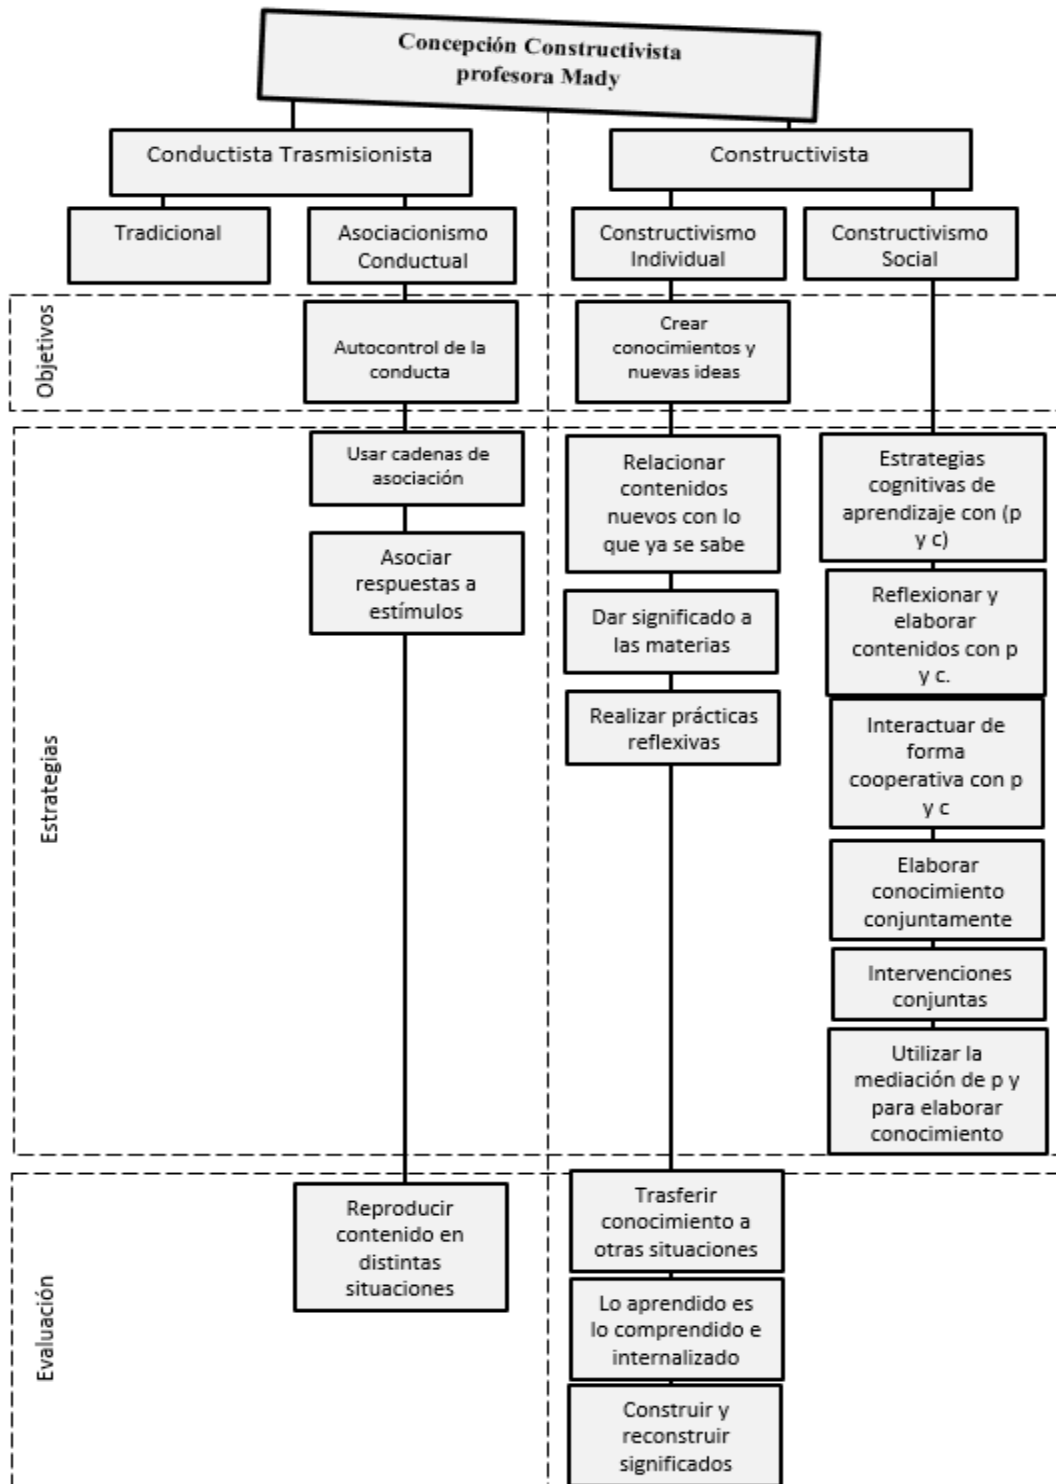 Concepción Constructivista
profesora Mady
Conductista Trasmisionista
Constructivista
Tradicional
Asociacionismo
Conductual
Constructivismo
Individual
Constructivismo
Social
Objetivos
Autocontrol de la
conducta
Crear
conocimientos y
nuevas ideas
Estrategias
Usar cadenas de
asociación
Asociar
respuestas a
estímulos
Relacionar
contenidos
nuevos con lo
que ya se sabe
Dar significado a
las materias
Realizar prácticas
reflexivas
Estrategias
cognitivas de
aprendizaje con (p
y c)
Reflexionar y
elaborar
contenidos con p
y c.
Interactuar de
forma
cooperativa con p
y c
Elaborar
conocimiento
conjuntamente
Intervenciones
conjuntas
Utilizar la
mediación de p y
para elaborar
conocimiento
Evaluación
Reproducir
contenido en
distintas
situaciones
Trasferir
conocimiento a
otras situaciones
Lo aprendido es
lo comprendido e
internalizado
Construir y
reconstruir
significados